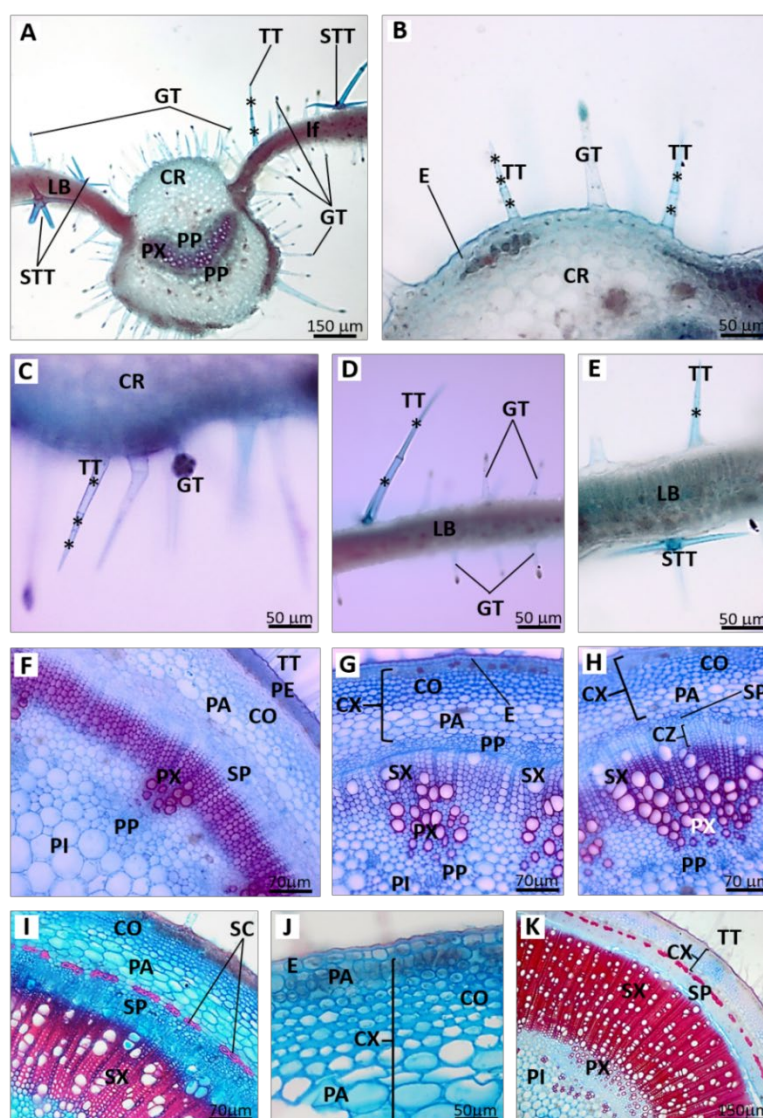 A
TT
STT
GT
lf
CR
LB
GT
PP
PX
PP
STT
150 µm
B
TT
GT
TT
E
CR
50 µm
C
CR
TT
GT
50 µm
D
TT
GT
LB
GT
50 µm
E
TT
LB
STT
50 µm
F
TT
PE
PA
CO
SP
PX
PP
PI
70µm
G
CO
CX
E
PA
PP
SX
SX
PX
PP
PI
70µm
H
CO
CX
PA
SP
CZ
SX
PX
PP
70 µm
I
CO
SC
PA
SP
SX
70µm
J
E
PA
CO
CX
PA
50µm
K
TT
CX
SX
SP
PX
PI
150µm